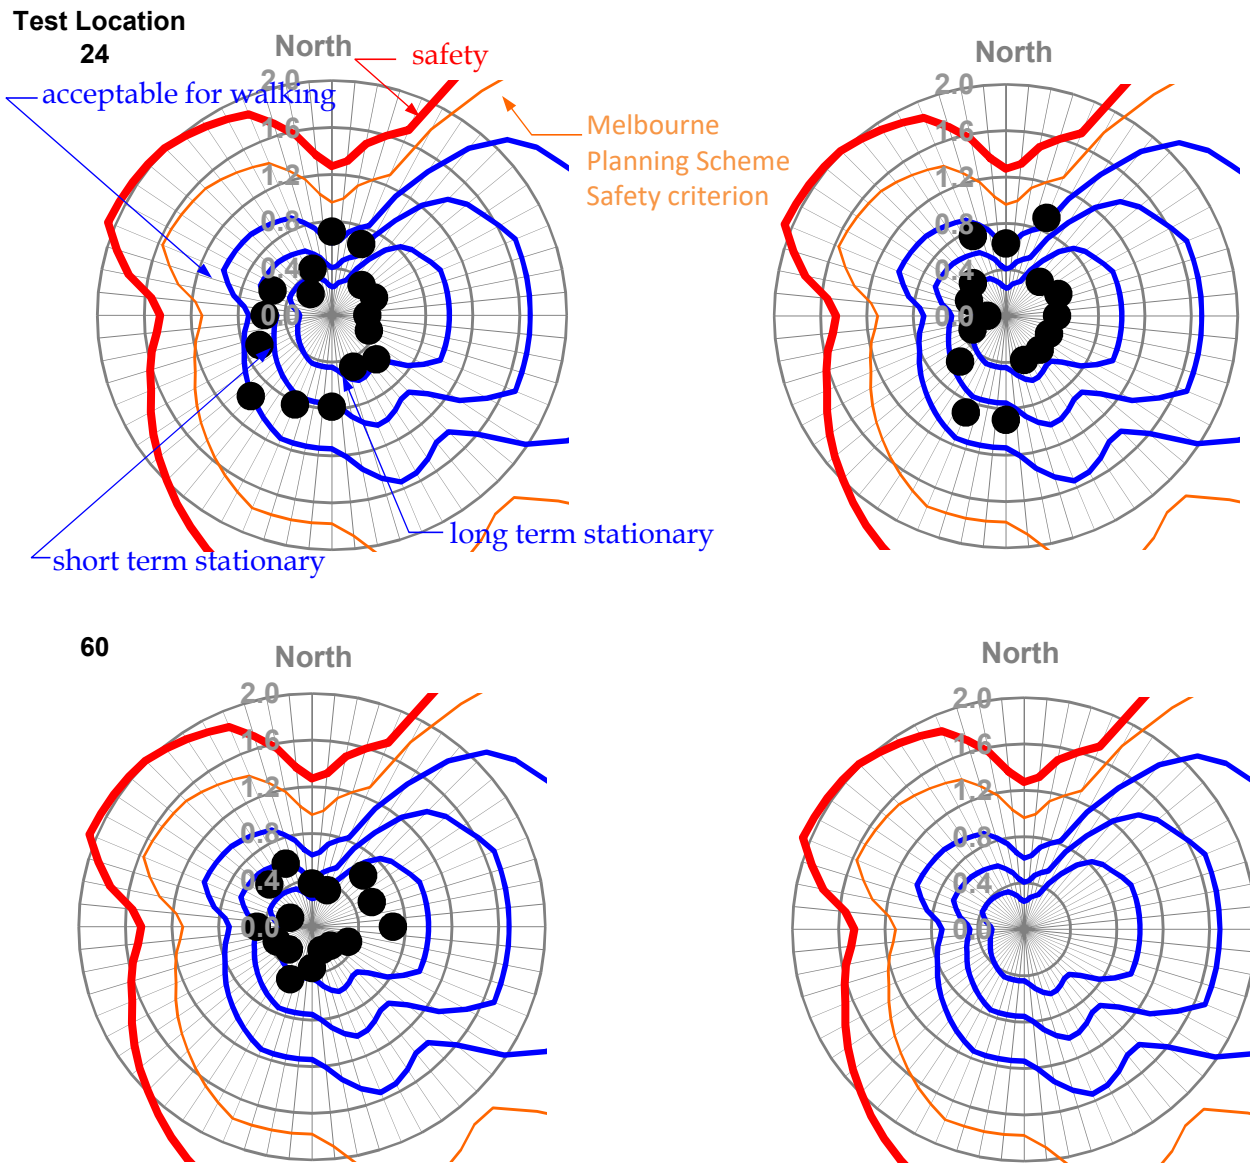 Test Location
24
North
safety
acceptable for walking
Melbourne
Planning Scheme
Safety criterion
2.0
1.6
1.2
0.8
0.4
0.0
long term stationary
short term stationary
North
2.0
1.6
1.2
0.8
0.4
0.0
60
North
2.0
1.6
1.2
0.8
0.4
0.0
North
2.0
1.6
1.2
0.8
0.4
0.0